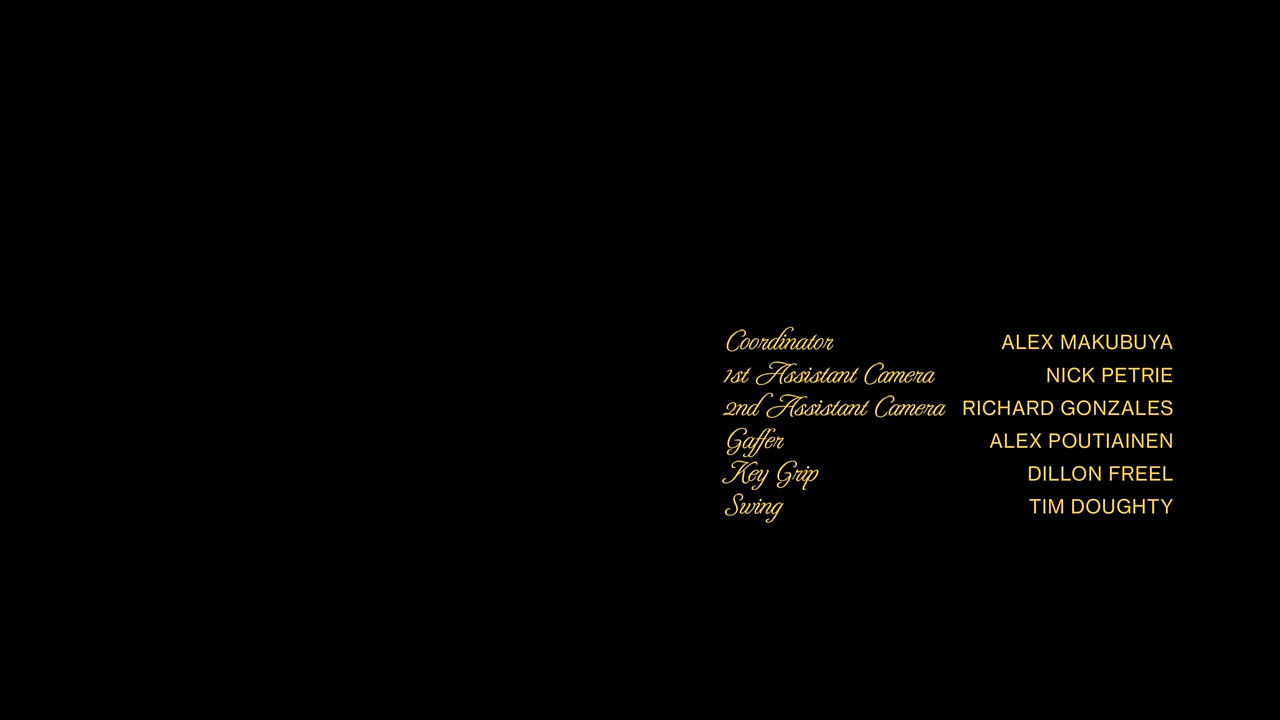 Coordinator ALEX MAKUBUYA
1st Assistant Camera NICK PETRIE
2nd Assistant Camera RICHARD GONZALES
Gaffer ALEX POUTIAINEN
Key Grip DILLON FREEL
Swing TIM DOUGHTY